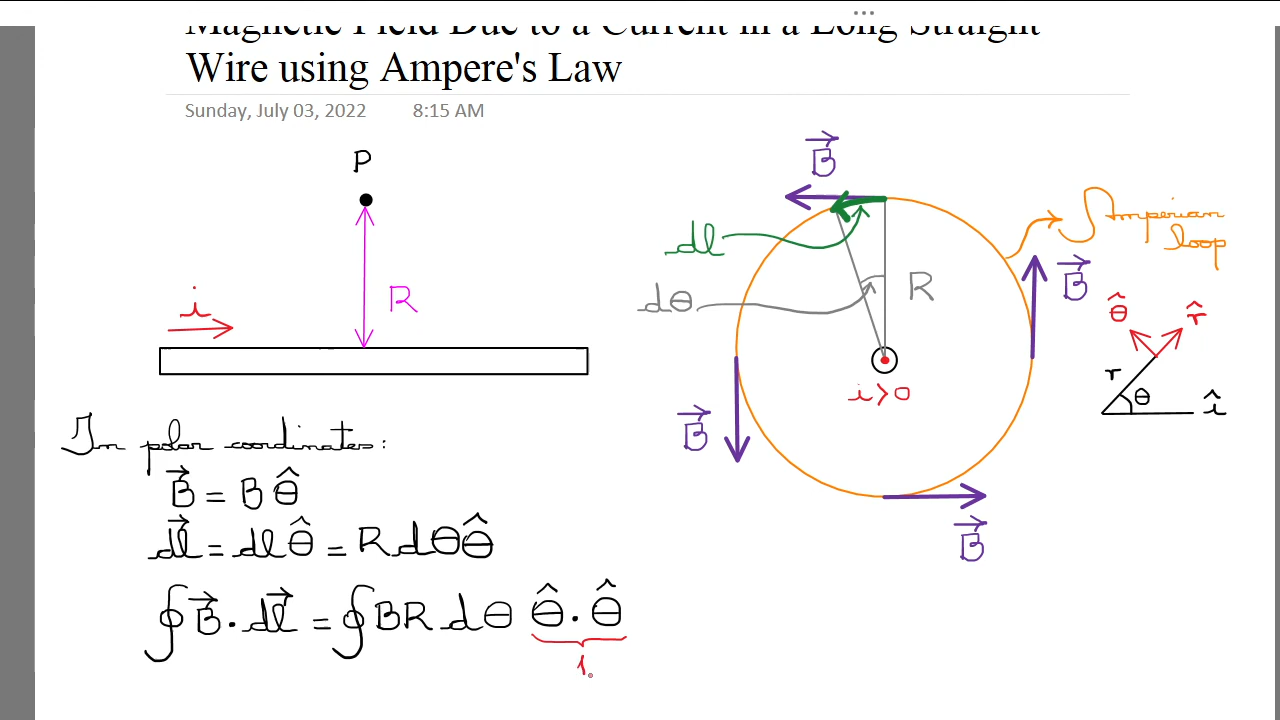 Magnetic Field Due to a Current in a Long Straight
Wire using Ampere's Law
Sunday, July 03, 2022 8:15 AM
P
R
i
B⃗
dl
dθ
R
Amperian
loop
B⃗
i>0
B⃗
B⃗
θ̂
r̂
r
θ
î
In polar coordinates:
B⃗ = B θ̂
dl⃗ = dl θ̂ = R dθ θ̂
∮ B⃗ . dl⃗ = ∮ B R dθ θ̂ . θ̂
1